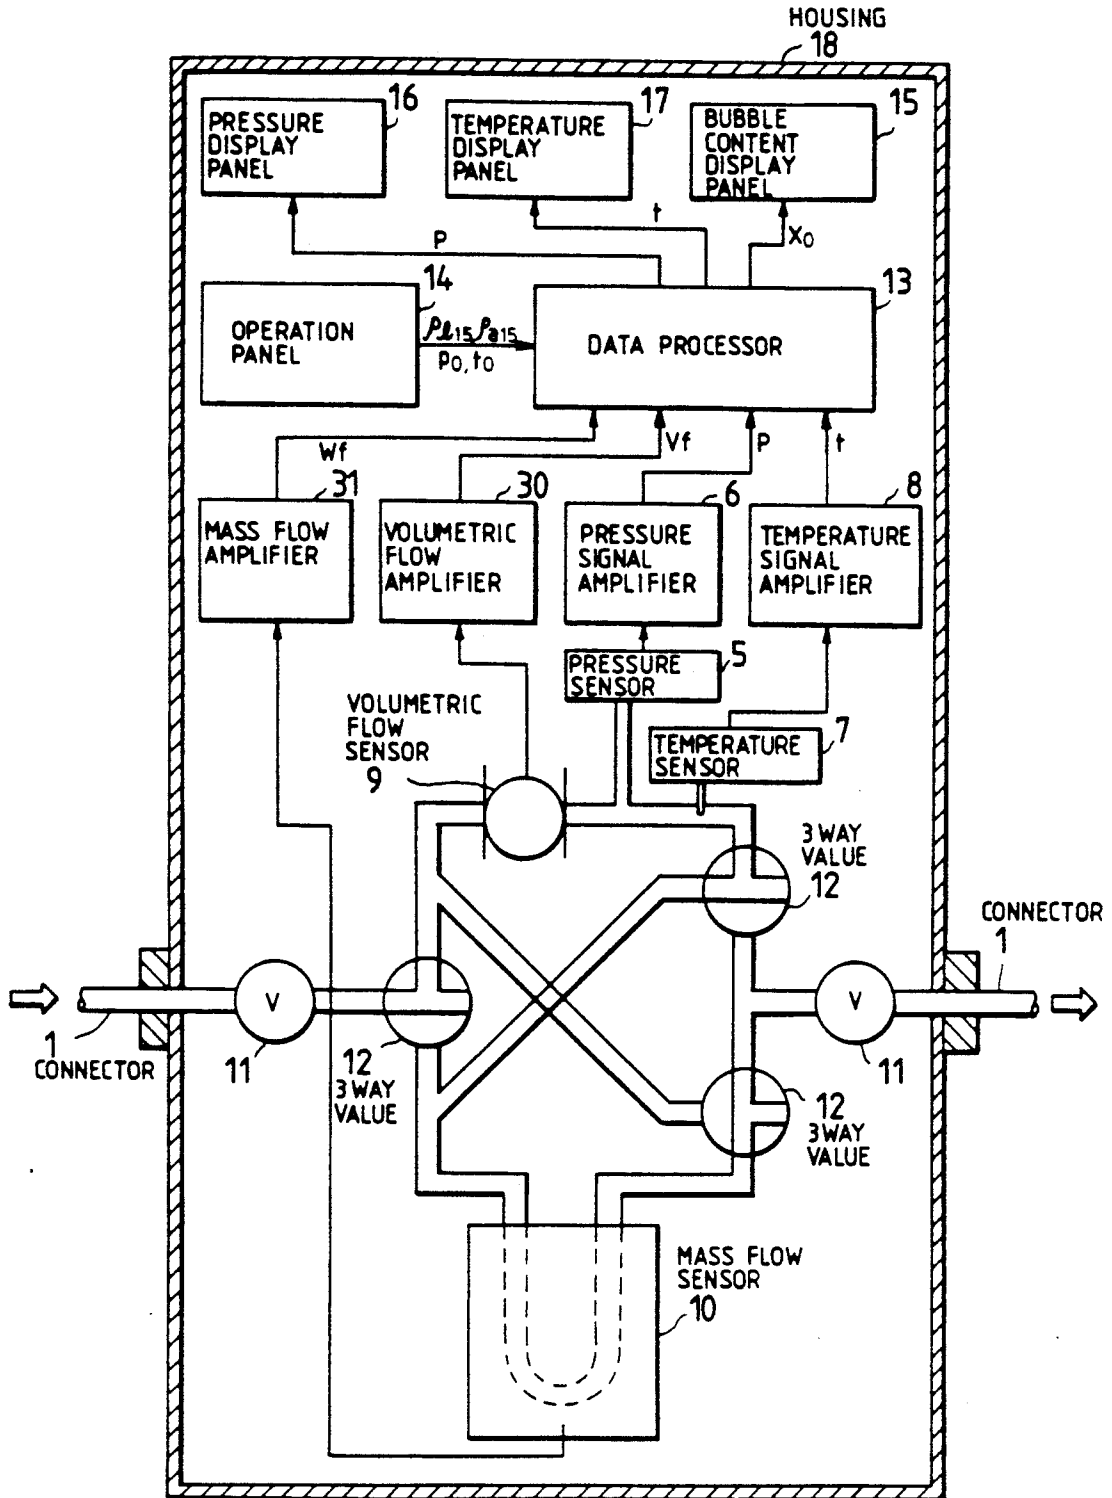 HOUSING
18
16
PRESSURE
DISPLAY
PANEL
17
TEMPERATURE
DISPLAY
PANEL
15
BUBBLE
CONTENT
DISPLAY
PANEL
P
t
X0
14
OPERATION
PANEL
ρl15 ρa15
P0, t0
13
DATA PROCESSOR
Wf
Vf
P
t
31
MASS FLOW
AMPLIFIER
30
VOLUMETRIC
FLOW
AMPLIFIER
6
PRESSURE
SIGNAL
AMPLIFIER
8
TEMPERATURE
SIGNAL
AMPLIFIER
5
PRESSURE
SENSOR
VOLUMETRIC
FLOW
SENSOR
9
7
TEMPERATURE
SENSOR
3 WAY
VALUE
12
CONNECTOR
1
V
V
1
CONNECTOR
11
12
3 WAY
VALUE
11
12
3 WAY
VALUE
MASS FLOW
SENSOR
10